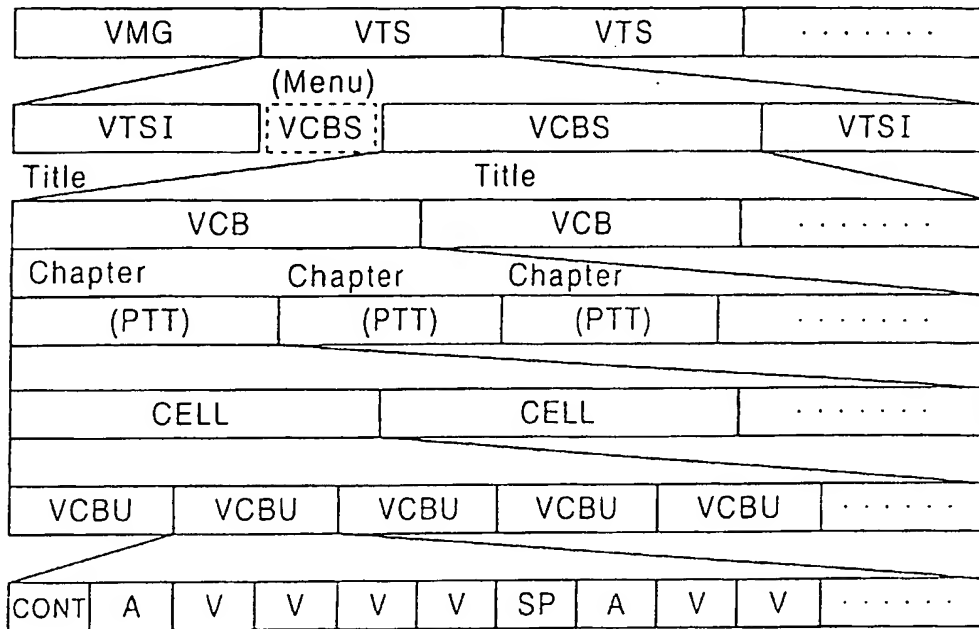 VMG VTS VTS .......
(Menu)
VTSI VCBS VCBS VTSI
Title Title
VCB VCB .......
Chapter Chapter Chapter
(PTT) (PTT) (PTT) .......
CELL CELL .......
VCBU VCBU VCBU VCBU VCBU ......
CONT A V V V V SP A V V ......